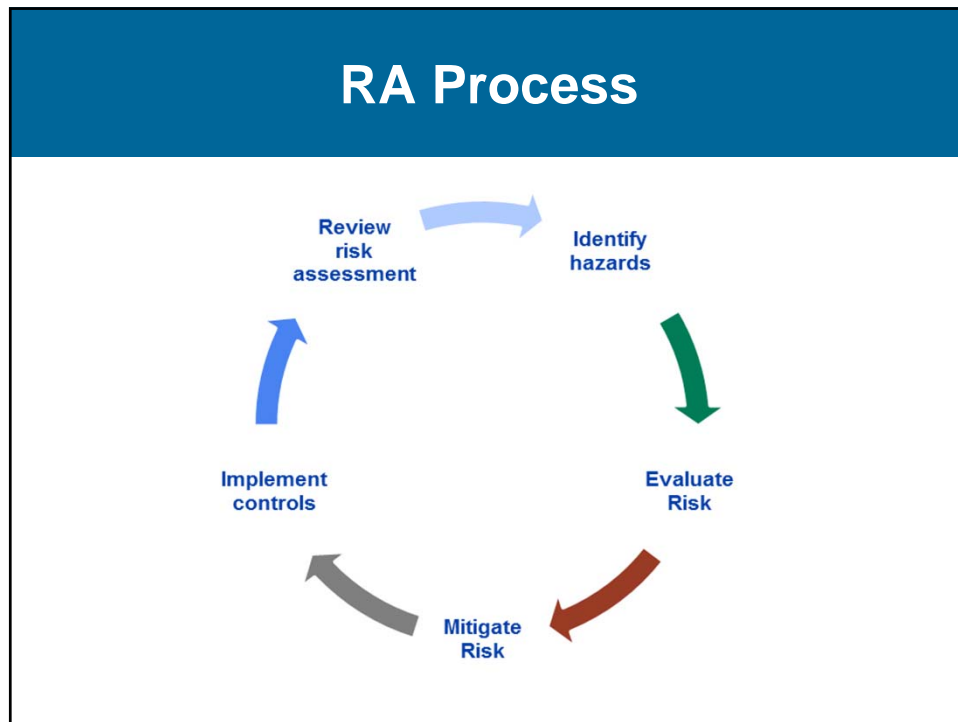 RA Process
Review
risk
assessment
Identify
hazards
Evaluate
Risk
Mitigate
Risk
Implement
controls